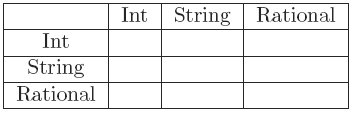 Int String Rational
Int
String
Rational